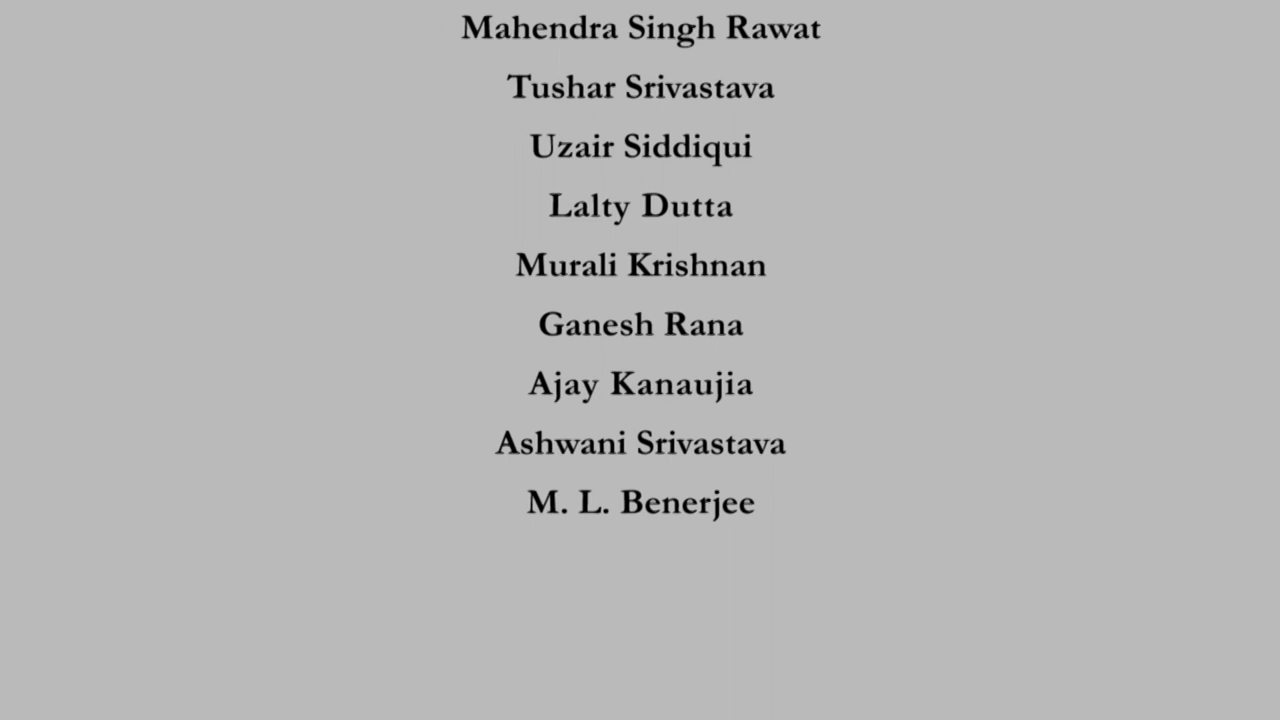 Mahendra Singh Rawat
Tushar Srivastava
Uzair Siddiqui
Lalty Dutta
Murali Krishnan
Ganesh Rana
Ajay Kanaujia
Ashwani Srivastava
M. L. Benerjee